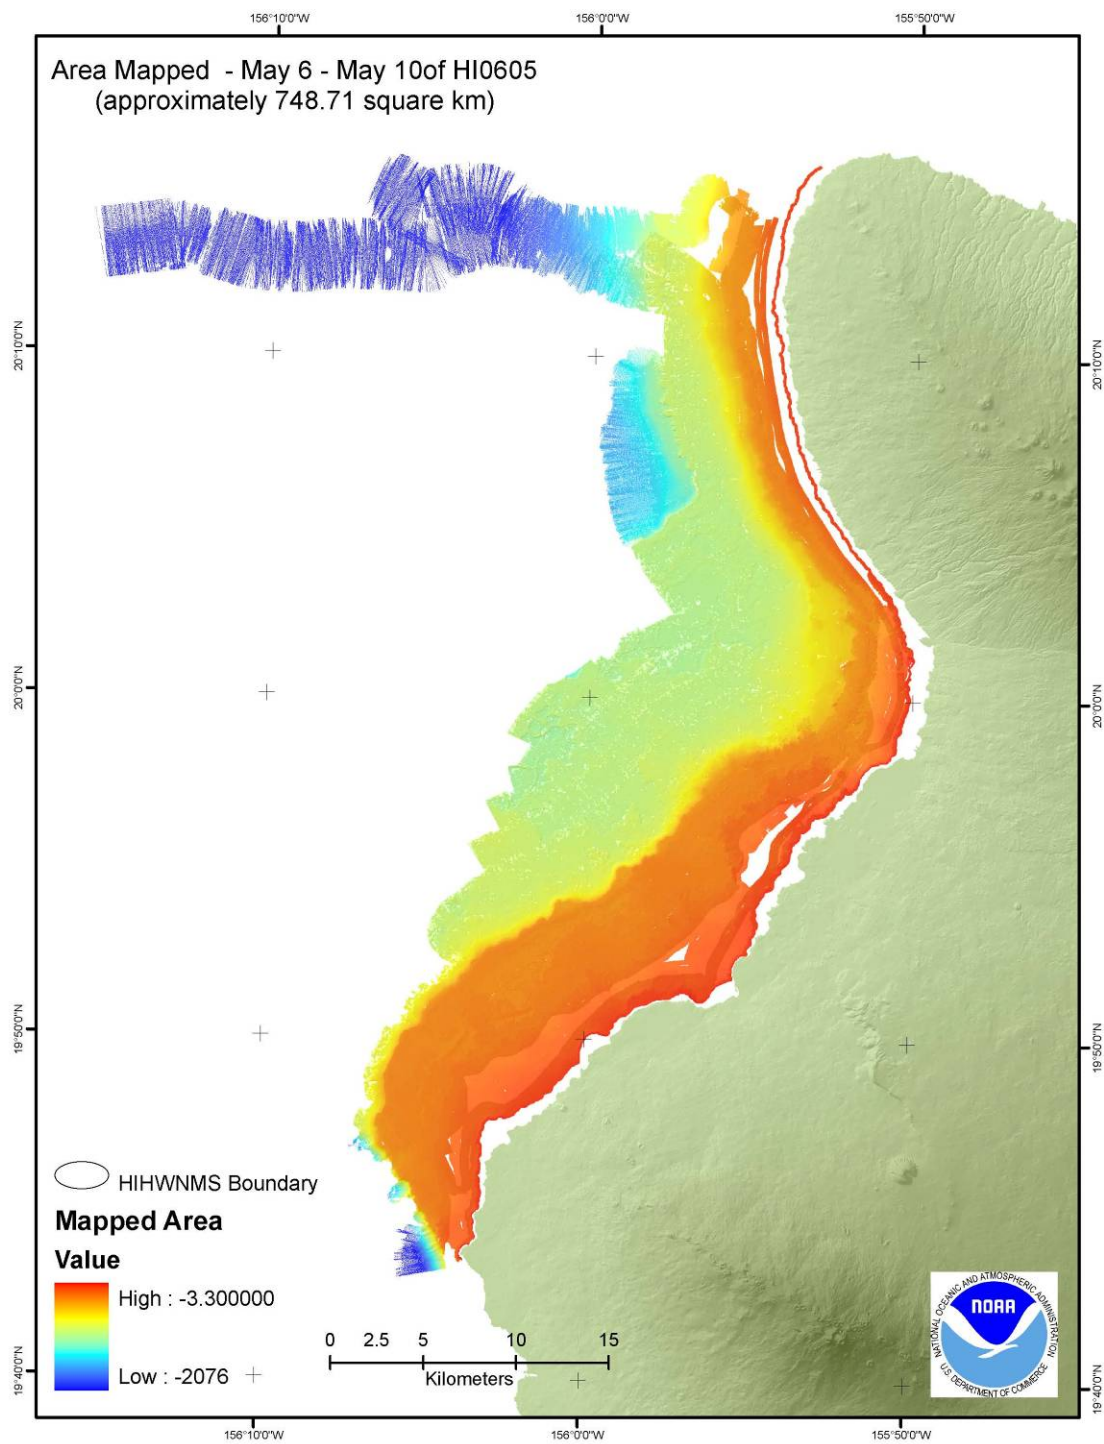 156°10'0"W
156°0'0"W
155°50'0"W
Area Mapped - May 6 - May 10of HI0605
(approximately 748.71 square km)
20°10'0"N
20°10'0"N
20°0'0"N
20°0'0"N
19°50'0"N
19°50'0"N
HIHWNMS Boundary
Mapped Area
Value
High : -3.300000
Low : -2076
0 2.5 5 10 15
Kilometers
NATIONAL OCEANIC AND ATMOSPHERIC ADMINISTRATION
NOAA
U.S. DEPARTMENT OF COMMERCE
19°40'0"N
19°40'0"N
156°10'0"W
156°0'0"W
155°50'0"W